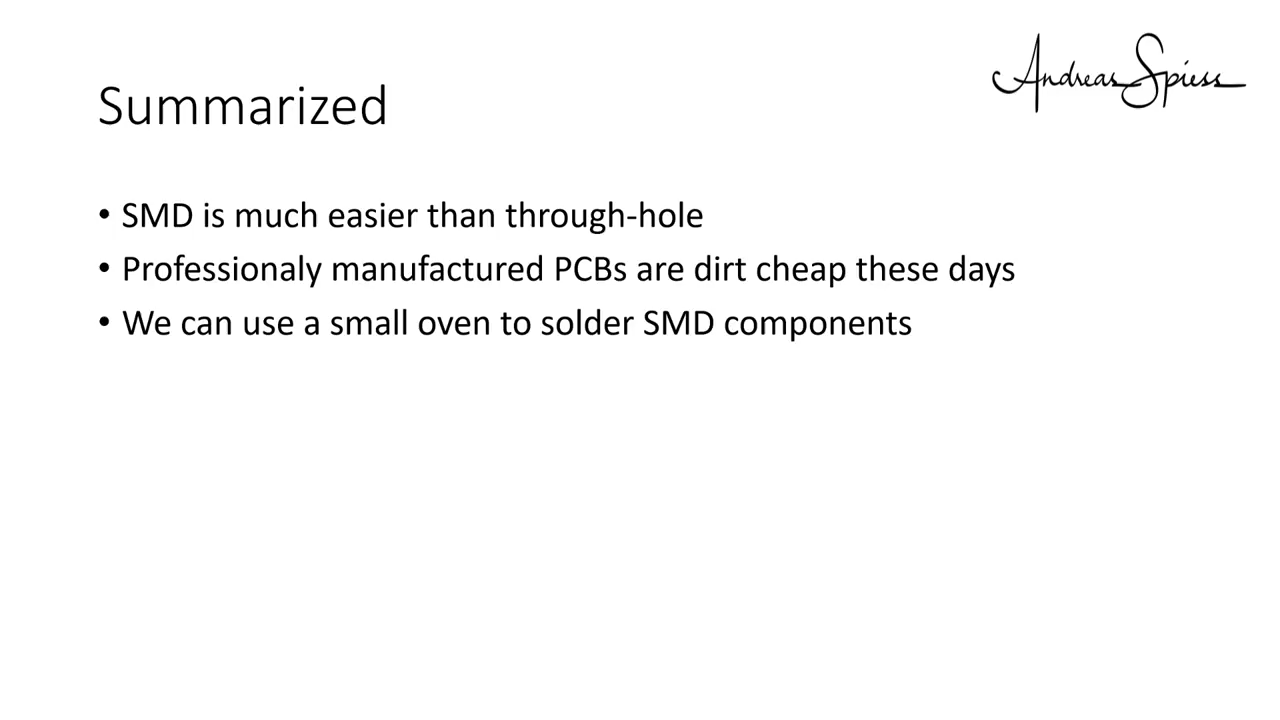 Andreas Spiess
Summarized
• SMD is much easier than through-hole
• Professionaly manufactured PCBs are dirt cheap these days
• We can use a small oven to solder SMD components